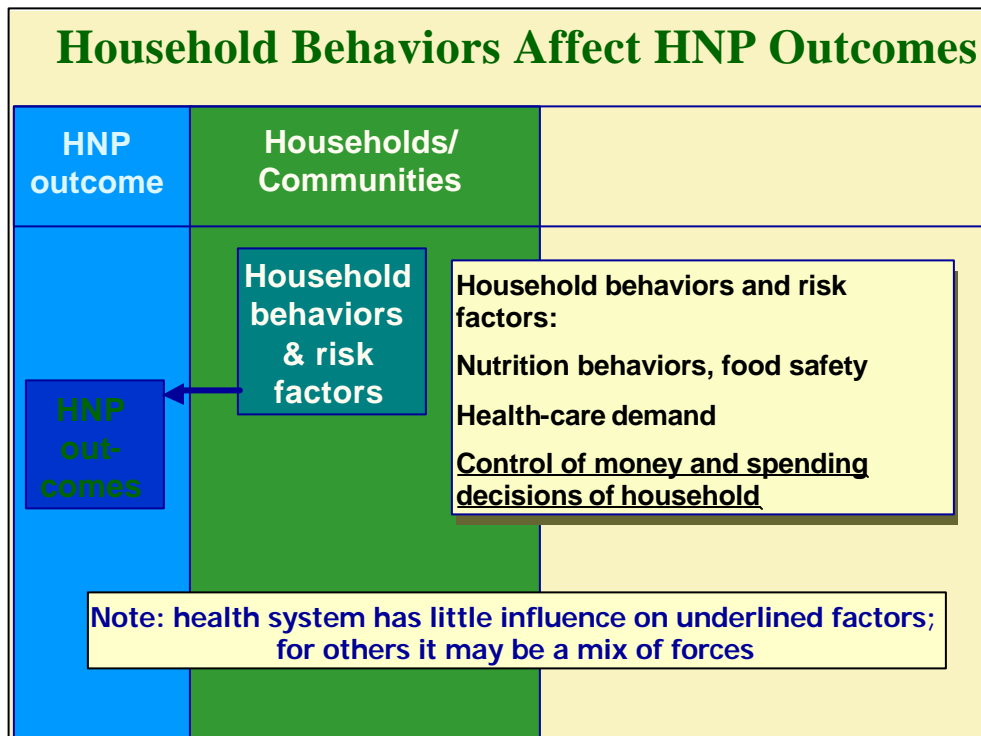 Household Behaviors Affect HNP Outcomes
HNP
outcome
Households/
Communities
Household
behaviors
& risk
factors
HNP
out-
comes
Household behaviors and risk
factors:
Nutrition behaviors, food safety
Health-care demand
Control of money and spending
decisions of household
Note: health system has little influence on underlined factors;
for others it may be a mix of forces